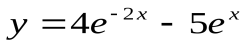 y = 4e^{-2x} - 5e^{x}